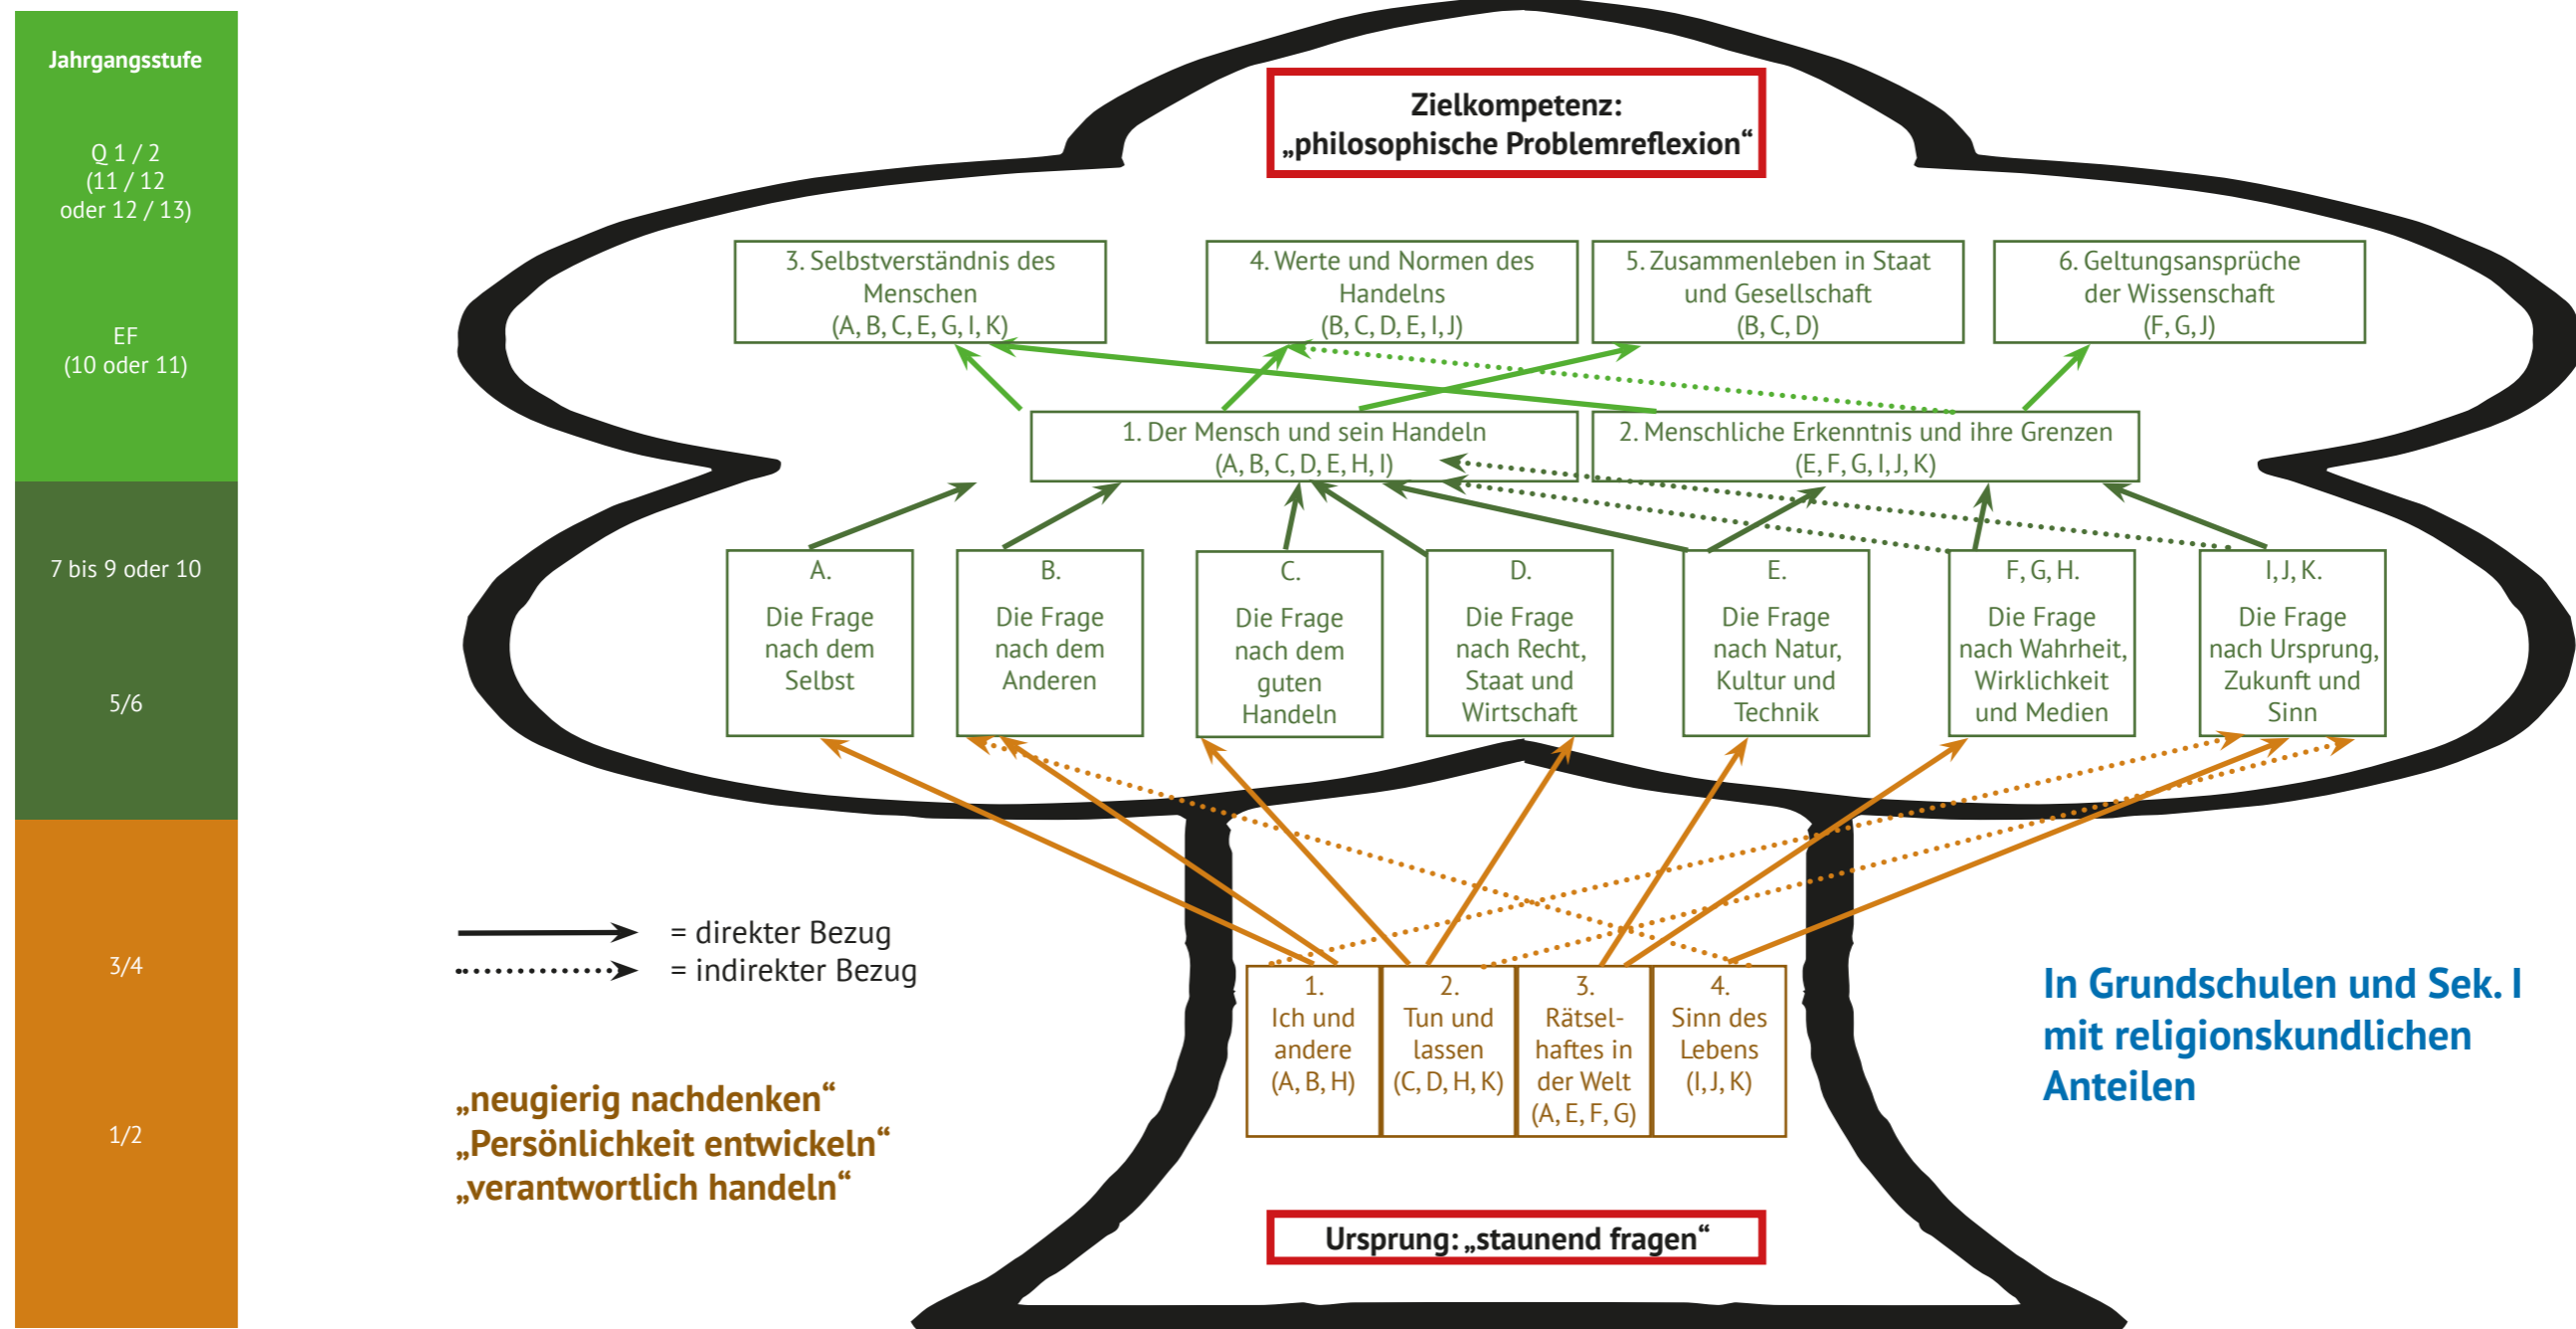 Jahrgangsstufe
Q 1 / 2
(11 / 12
oder 12 / 13)
EF
(10 oder 11)
7 bis 9 oder 10
5/6
3/4
1/2
Zielkompetenz:
„philosophische Problemreflexion“
3. Selbstverständnis des
Menschen
(A, B, C, E, G, I, K)
4. Werte und Normen des
Handelns
(B, C, D, E, I, J)
5. Zusammenleben in Staat
und Gesellschaft
(B, C, D)
6. Geltungsansprüche
der Wissenschaft
(F, G, J)
1. Der Mensch und sein Handeln
(A, B, C, D, E, H, I)
2. Menschliche Erkenntnis und ihre Grenzen
(E, F, G, I, J, K)
A.
Die Frage
nach dem
Selbst
B.
Die Frage
nach dem
Anderen
C.
Die Frage
nach dem
guten
Handeln
D.
Die Frage
nach Recht,
Staat und
Wirtschaft
E.
Die Frage
nach Natur,
Kultur und
Technik
F, G, H.
Die Frage
nach Wahrheit,
Wirklichkeit
und Medien
I, J, K.
Die Frage
nach Ursprung,
Zukunft und
Sinn
= direkter Bezug
= indirekter Bezug
1.
Ich und
andere
(A, B, H)
2.
Tun und
lassen
(C, D, H, K)
3.
Rätsel-
haftes in
der Welt
(A, E, F, G)
4.
Sinn des
Lebens
(I, J, K)
In Grundschulen und Sek. I
mit religionskundlichen
Anteilen
„neugierig nachdenken“
„Persönlichkeit entwickeln“
„verantwortlich handeln“
Ursprung: „staunend fragen“